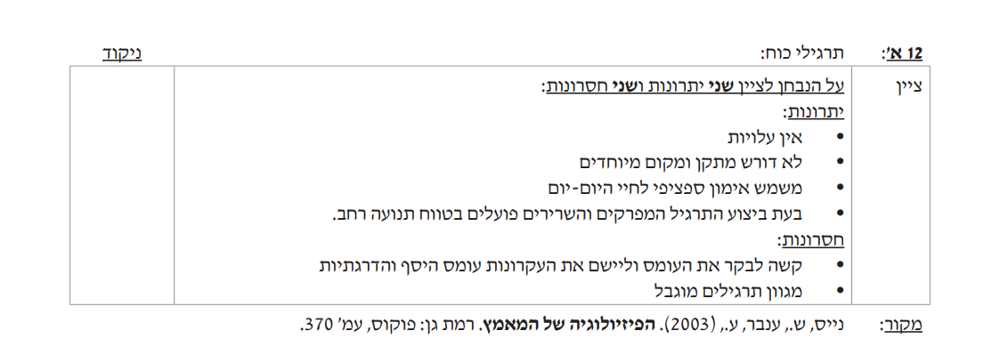 12 א': תרגילי כוח: ניקוד
ציין על הנבחן לציין שני יתרונות ושני חסרונות:
יתרונות:
• אין עלויות
• לא דורש מתקן ומקום מיוחדים
• משמש אימון ספציפי לחיי היום-יום
• בעת ביצוע התרגיל המפרקים והשרירים פועלים בטווח תנועה רחב.
חסרונות:
• קשה לבקר את העומס וליישם את העקרונות עומס היסף והדרגתיות
• מגוון תרגילים מוגבל
מקור: נייס, ש., ענבר, ע., (2003). הפיזיולוגיה של המאמץ. רמת גן: פוקוס, עמ' 370.